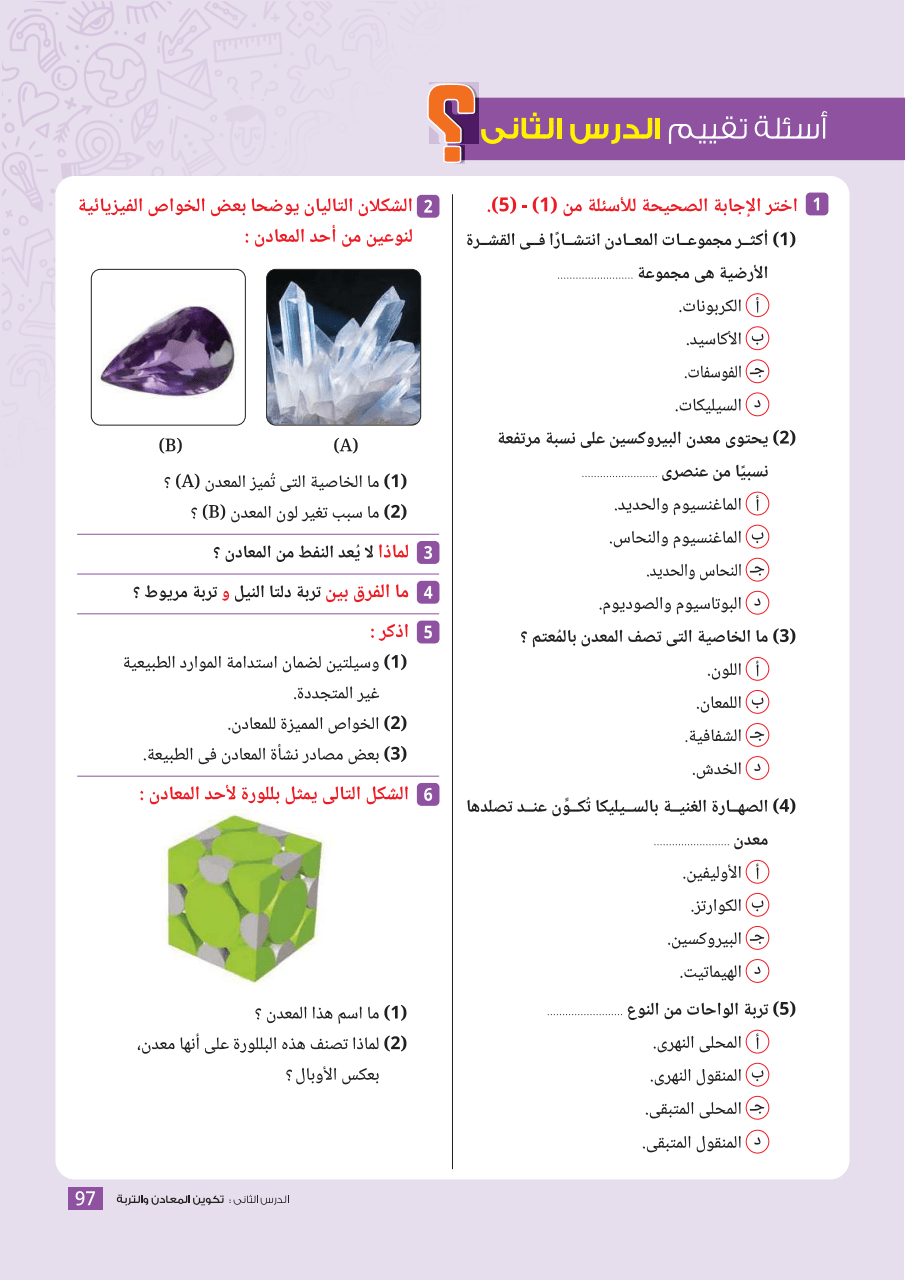 أسئلة تقييم الدرس الثانى
1 اختر الإجابة الصحيحة للأسئلة من (1) - (5).
(1) أكثر مجموعات المعادن انتشارًا فى القشرة
الأرضية هى مجموعة .........................
أ الكربونات.
ب الأكاسيد.
جـ الفوسفات.
د السيليكات.
(2) يحتوى معدن البيروكسين على نسبة مرتفعة
نسبيًا من عنصرى .........................
أ الماغنسيوم والحديد.
ب الماغنسيوم والنحاس.
جـ النحاس والحديد.
د البوتاسيوم والصوديوم.
(3) ما الخاصية التى تصف المعدن بالمُعتم ؟
أ اللون.
ب اللمعان.
جـ الشفافية.
د الخدش.
(4) الصهارة الغنية بالسيليكا تُكوِّن عند تصلدها
معدن .........................
أ الأوليفين.
ب الكوارتز.
جـ البيروكسين.
د الهيماتيت.
(5) تربة الواحات من النوع .........................
أ المحلى النهرى.
ب المنقول النهرى.
جـ المحلى المتبقى.
د المنقول المتبقى.
2 الشكلان التاليان يوضحا بعض الخواص الفيزيائية
لنوعين من أحد المعادن :
(A) (B)
(1) ما الخاصية التى تُميز المعدن (A) ؟
(2) ما سبب تغير لون المعدن (B) ؟
3 لماذا لا يُعد النفط من المعادن ؟
4 ما الفرق بين تربة دلتا النيل و تربة مريوط ؟
5 اذكر :
(1) وسيلتين لضمان استدامة الموارد الطبيعية
غير المتجددة.
(2) الخواص المميزة للمعادن.
(3) بعض مصادر نشأة المعادن فى الطبيعة.
6 الشكل التالى يمثل بللورة لأحد المعادن :
(1) ما اسم هذا المعدن ؟
(2) لماذا تصنف هذه البللورة على أنها معدن،
بعكس الأوبال ؟
الدرس الثانى : تكوين المعادن والتربة 97